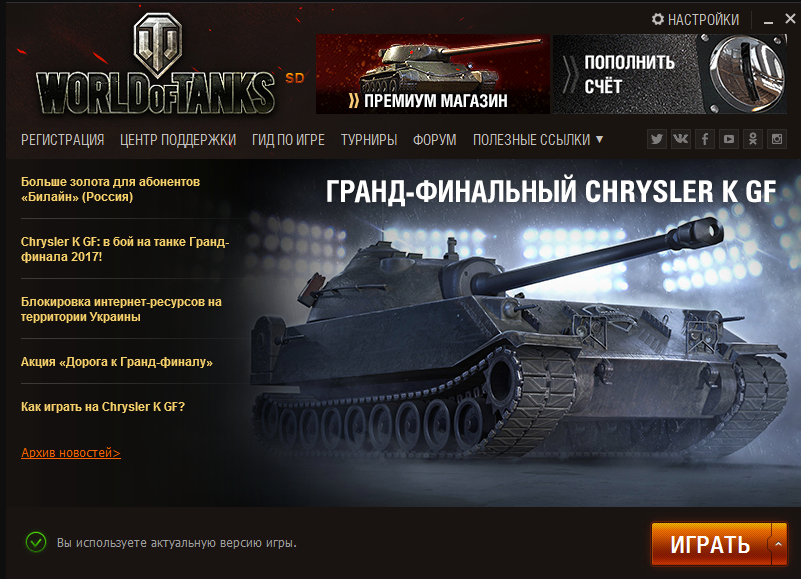 НАСТРОЙКИ
WORLD OF TANKS SD
ПРЕМИУМ МАГАЗИН
ПОПОЛНИТЬ
СЧЁТ
РЕГИСТРАЦИЯ ЦЕНТР ПОДДЕРЖКИ ГИД ПО ИГРЕ ТУРНИРЫ ФОРУМ ПОЛЕЗНЫЕ ССЫЛКИ
Больше золота для абонентов
«Билайн» (Россия)
ГРАНД-ФИНАЛЬНЫЙ CHRYSLER K GF
Chrysler K GF: в бой на танке Гранд-
финала 2017!
Блокировка интернет-ресурсов на
территории Украины
Акция «Дорога к Гранд-финалу»
Как играть на Chrysler K GF?
Архив новостей>
Вы используете актуальную версию игры.
ИГРАТЬ